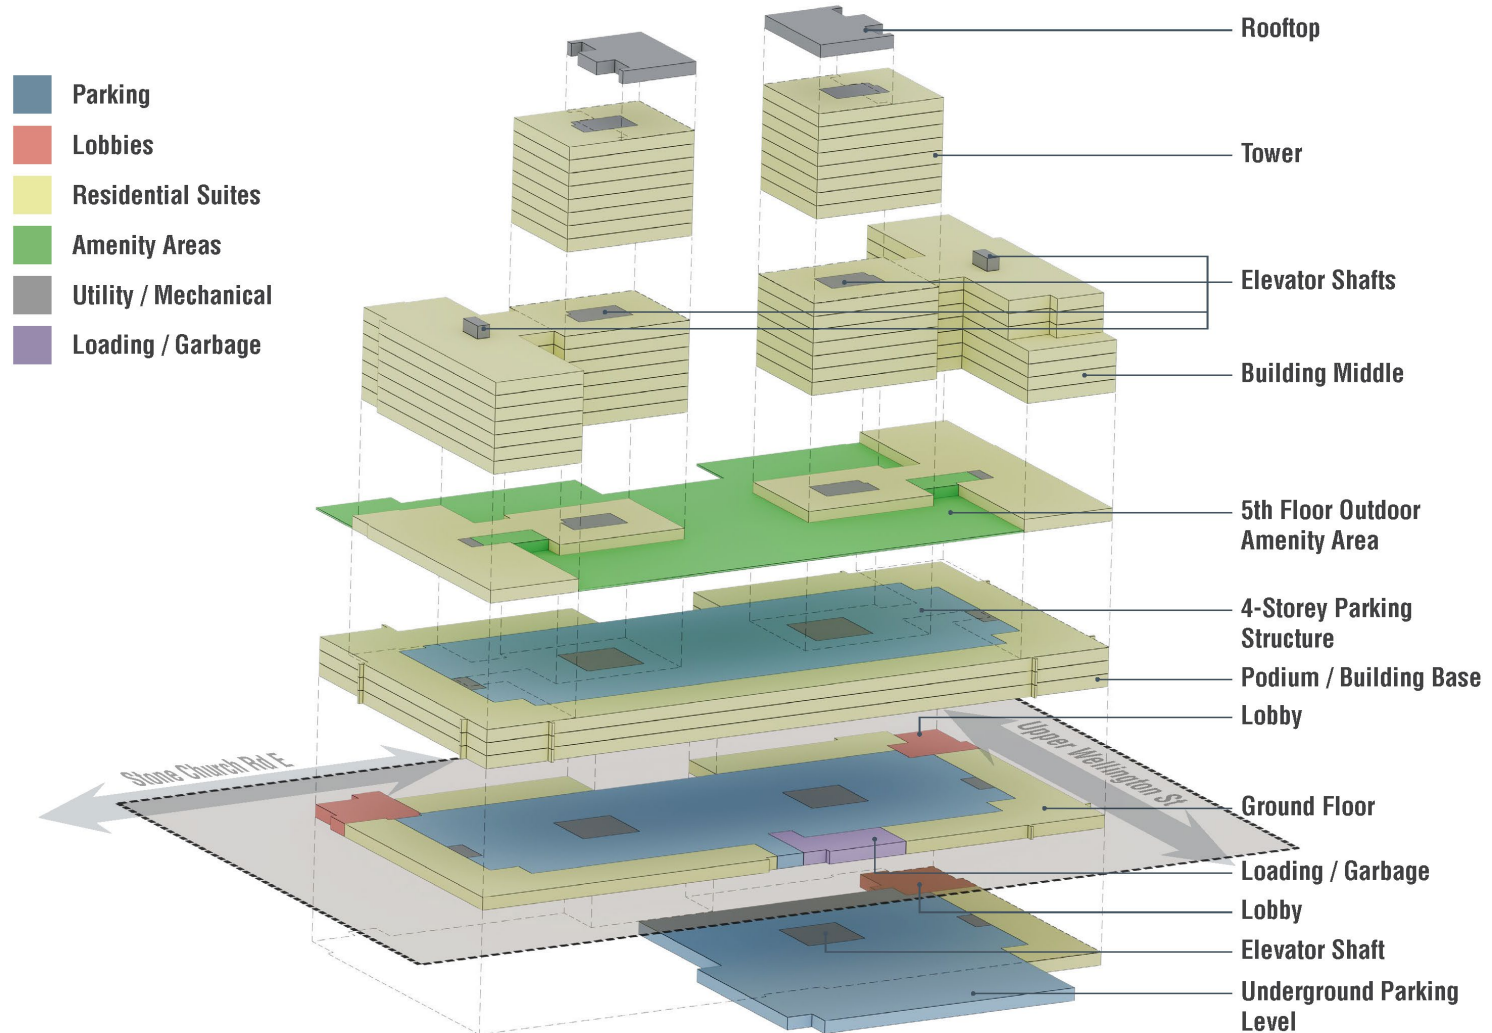 Parking
Lobbies
Residential Suites
Amenity Areas
Utility / Mechanical
Loading / Garbage
Rooftop
Tower
Elevator Shafts
Building Middle
5th Floor Outdoor
Amenity Area
4-Storey Parking
Structure
Podium / Building Base
Lobby
Stone Church Rd E
Upper Wellington St
Ground Floor
Loading / Garbage
Lobby
Elevator Shaft
Underground Parking
Level